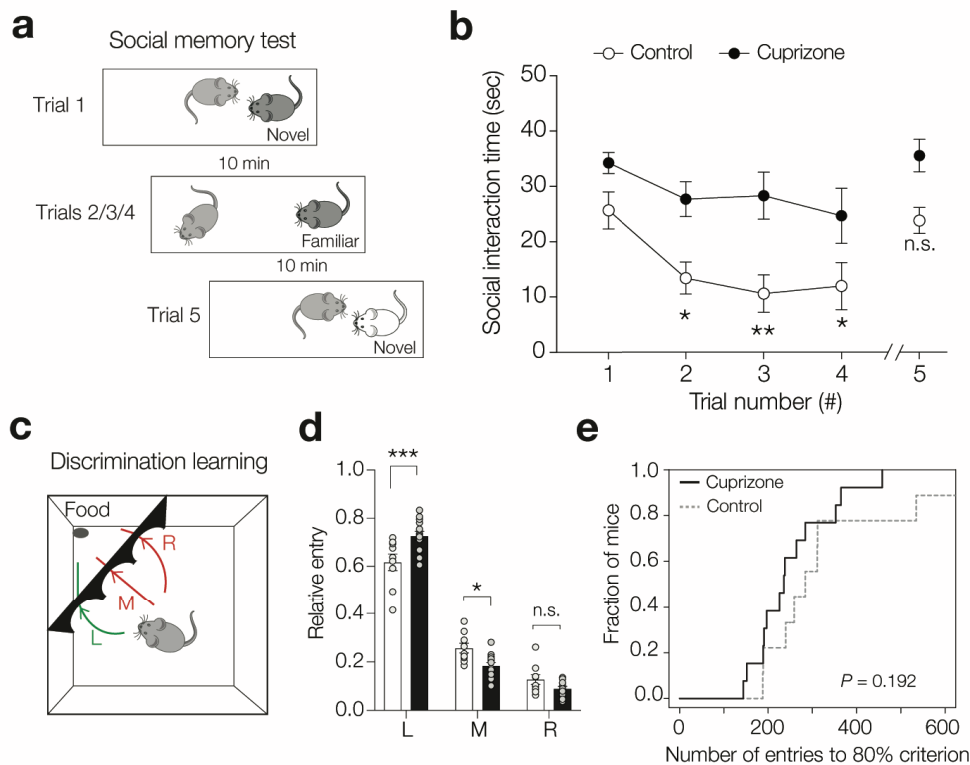 a
Social memory test
Trial 1
Novel
10 min
Trials 2/3/4
Familiar
10 min
Trial 5
Novel
b
Control
Cuprizone
Social interaction time (sec)
50
40
30
20
10
0
n.s.
*
**
*
1
2
3
4
5
Trial number (#)
c
Discrimination learning
Food
R
M
L
d
Relative entry
1.0
0.8
0.6
0.4
0.2
0.0
***
*
n.s.
L
M
R
e
Fraction of mice
1.0
0.8
0.6
0.4
0.2
0.0
Cuprizone
Control
P = 0.192
0
200
400
600
Number of entries to 80% criterion